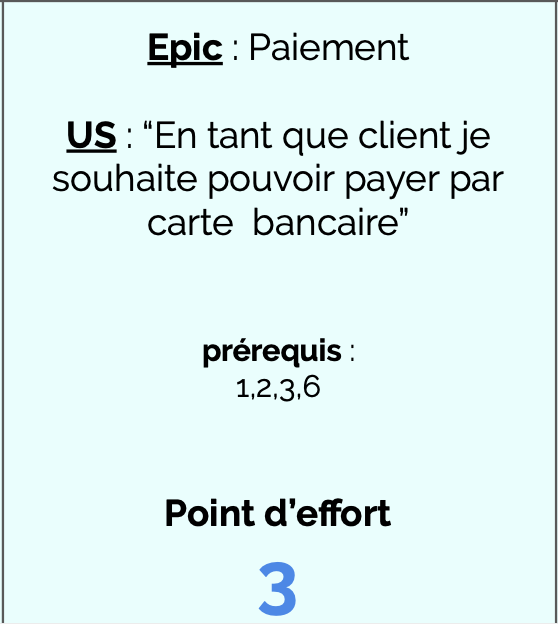 Epic : Paiement
US : “En tant que client je
souhaite pouvoir payer par
carte  bancaire”
prérequis :
1,2,3,6
Point d’effort
3